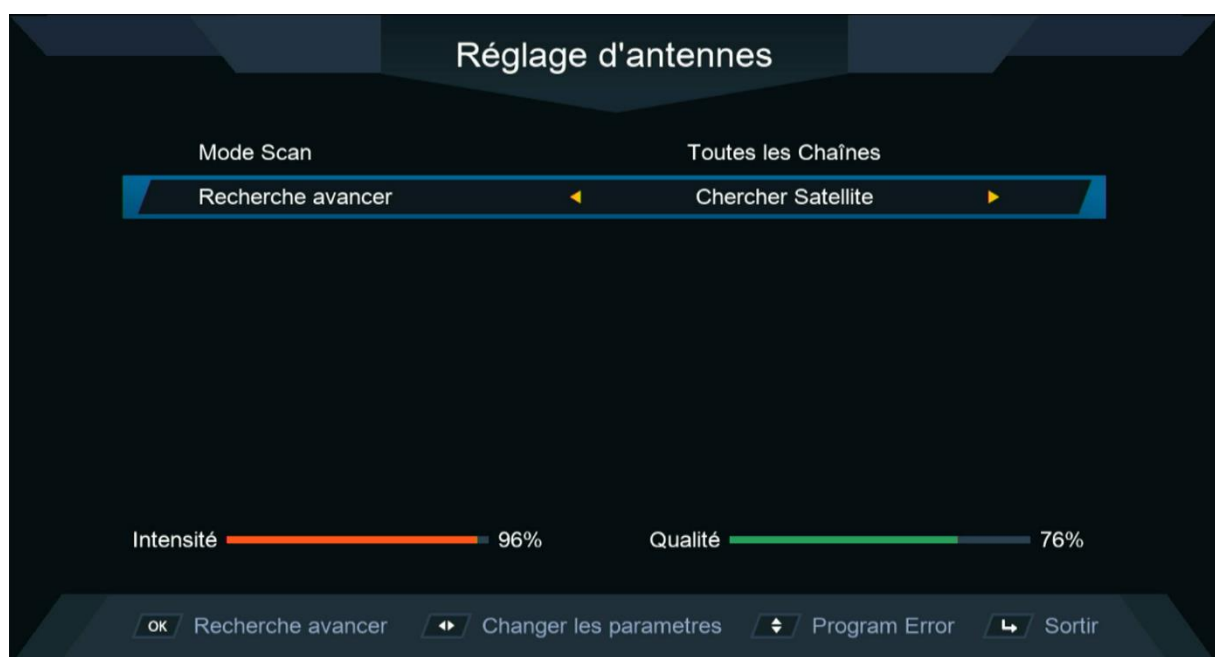 Réglage d'antennes
Mode Scan Toutes les Chaînes
Recherche avancer Chercher Satellite
Intensité 96% Qualité 76%
OK Recherche avancer Changer les parametres Program Error Sortir